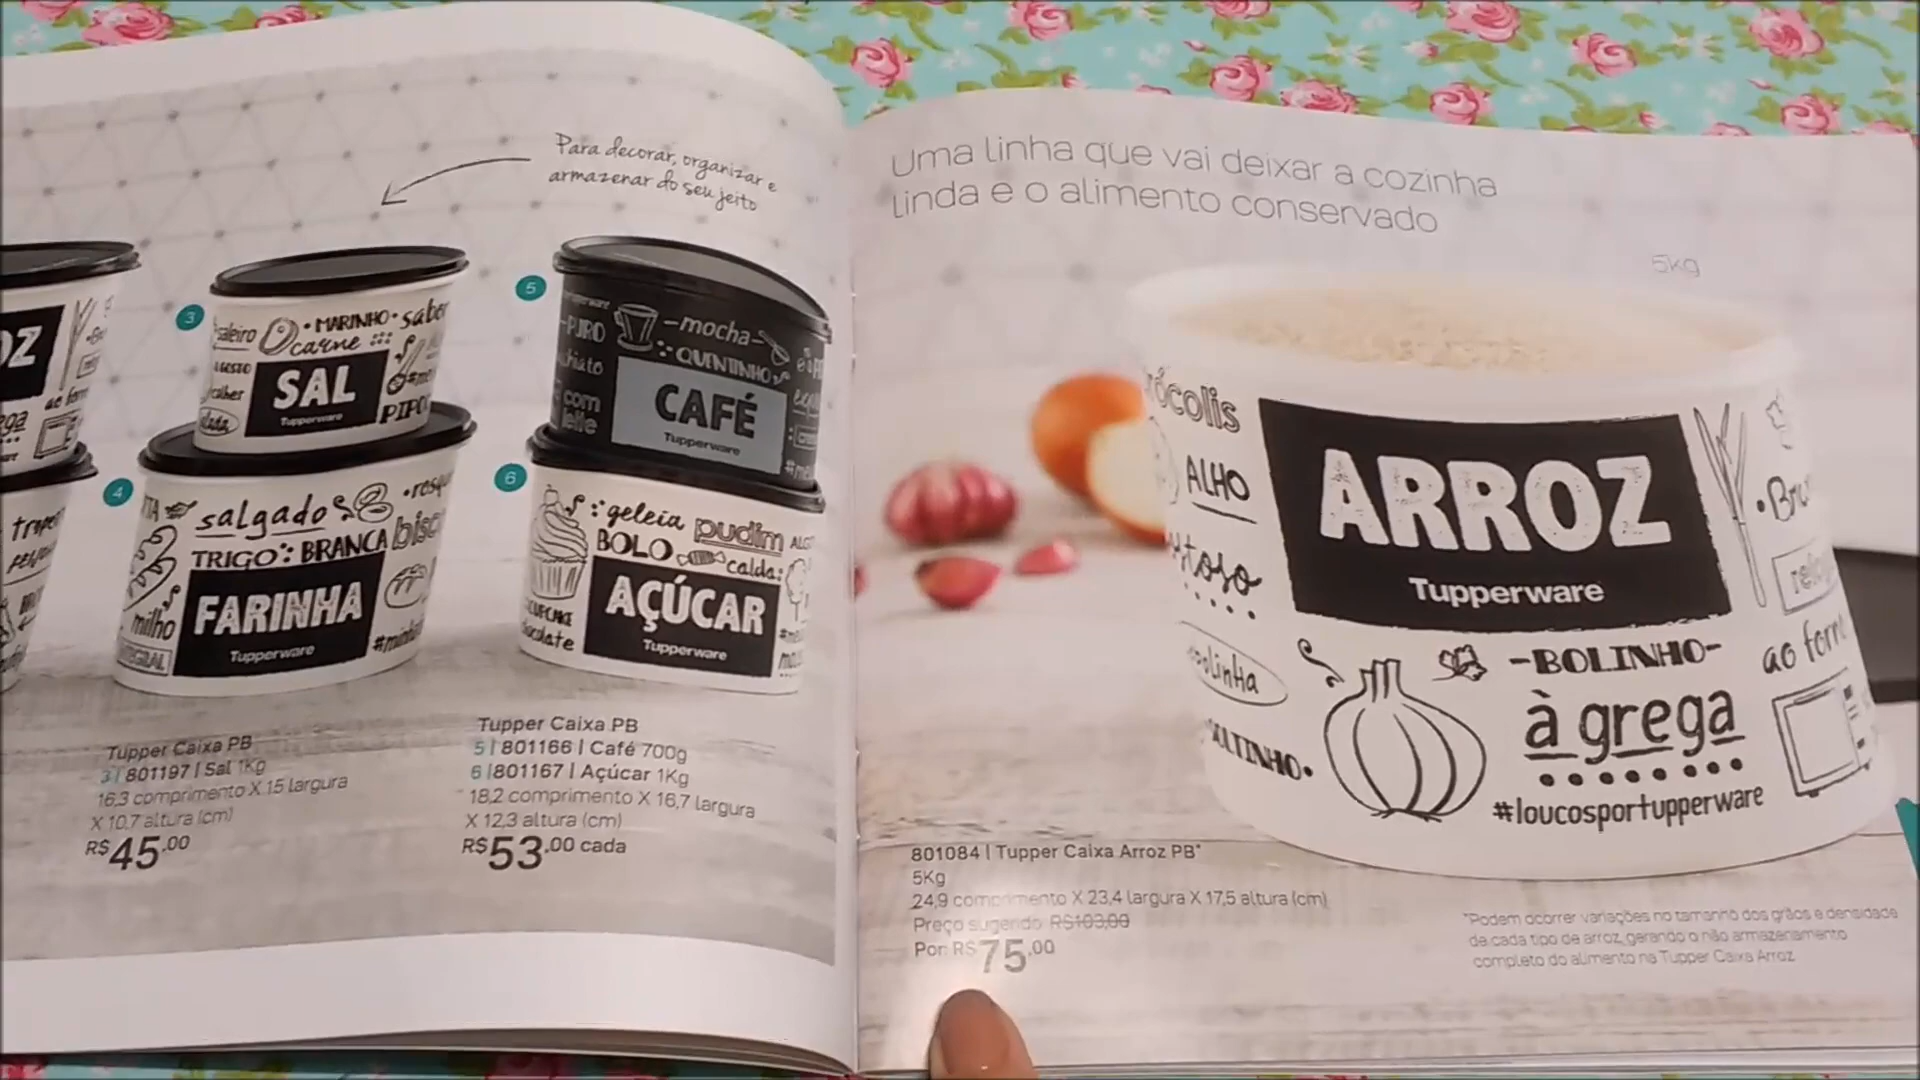 Para decorar, organizar e
armazenar do seu jeito
OZ
3
saleiro
MARINHO
carne
SAL
Tupperware
4
salgado
TRIGO BRANCA
milho
FARINHA
Tupperware
5
mocha
QUENTINHO
com
leite
CAFÉ
Tupperware
6
geleia pudim
BOLO
calda
CUPCAKE
AÇÚCAR
Tupperware
Tupper Caixa PB
3 | 801197 | Sal 1Kg
16,3 comprimento X 15 largura
X 10,7 altura (cm)
R$45,00
Tupper Caixa PB
5 | 801166 | Café 700g
6 | 801167 | Açúcar 1Kg
18,2 comprimento X 16,7 largura
X 12,3 altura (cm)
R$53,00 cada
Uma linha que vai deixar a cozinha
linda e o alimento conservado
5kg
ALHO
ARROZ
Tupperware
-BOLINHO-
à grega
#loucosportupperware
801084 | Tupper Caixa Arroz PB*
5Kg
24,9 comprimento X 23,4 largura X 17,5 altura (cm)
Preço sugerido R$103,00
Por: R$75,00
*Podem ocorrer variações no tamanho dos grãos e densidade
de cada tipo de arroz, gerando o não armazenamento
completo do alimento na Tupper Caixa Arroz